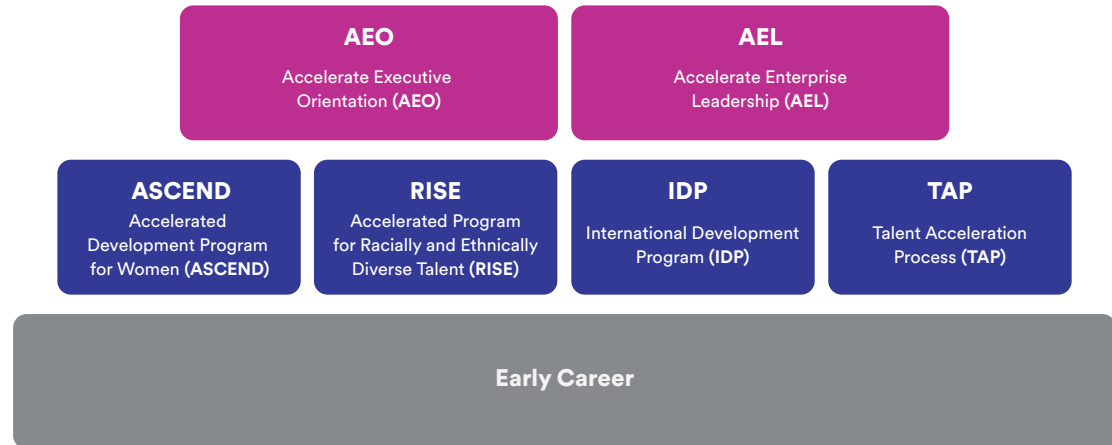 AEO
Accelerate Executive
Orientation (AEO)
AEL
Accelerate Enterprise
Leadership (AEL)
ASCEND
Accelerated
Development Program
for Women (ASCEND)
RISE
Accelerated Program
for Racially and Ethnically
Diverse Talent (RISE)
IDP
International Development
Program (IDP)
TAP
Talent Acceleration
Process (TAP)
Early Career